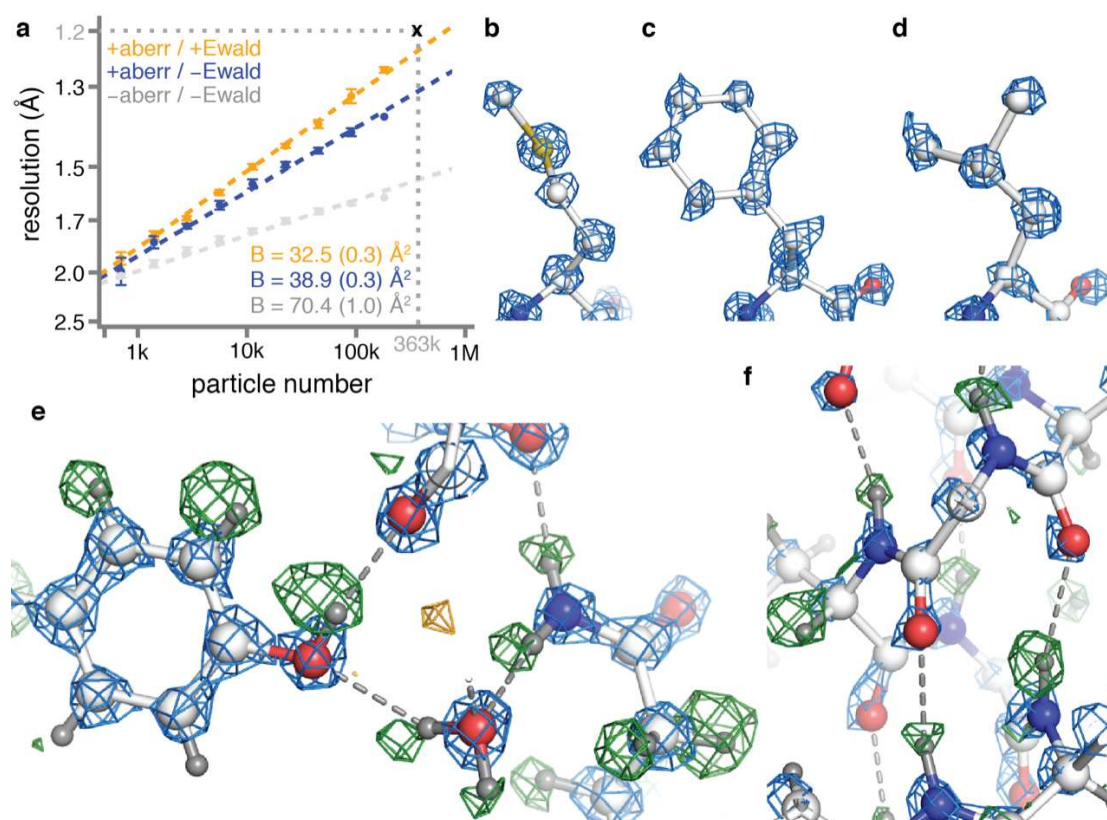 a
b
c
d
1.2
x
+aberr / +Ewald
+aberr / −Ewald
−aberr / −Ewald
1.3
1.5
resolution (Å)
1.7
B = 32.5 (0.3) Å²
2.0
B = 38.9 (0.3) Å²
B = 70.4 (1.0) Å²
2.5
1k
10k
100k
363k
1M
particle number
e
f